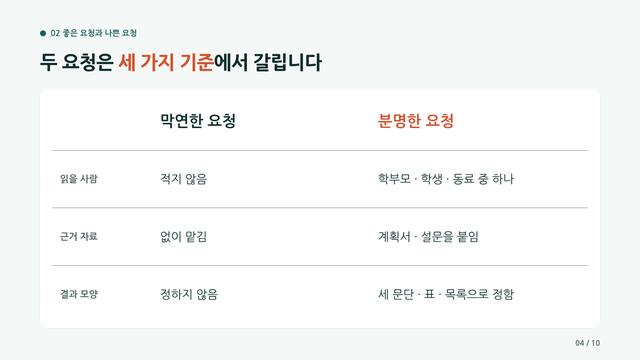 02 좋은 요청과 나쁜 요청
두 요청은 세 가지 기준에서 갈립니다
막연한 요청 분명한 요청
읽을 사람 적지 않음 학부모 · 학생 · 동료 중 하나
근거 자료 없이 맡김 계획서 · 설문을 붙임
결과 모양 정하지 않음 세 문단 · 표 · 목록으로 정함
04 / 10